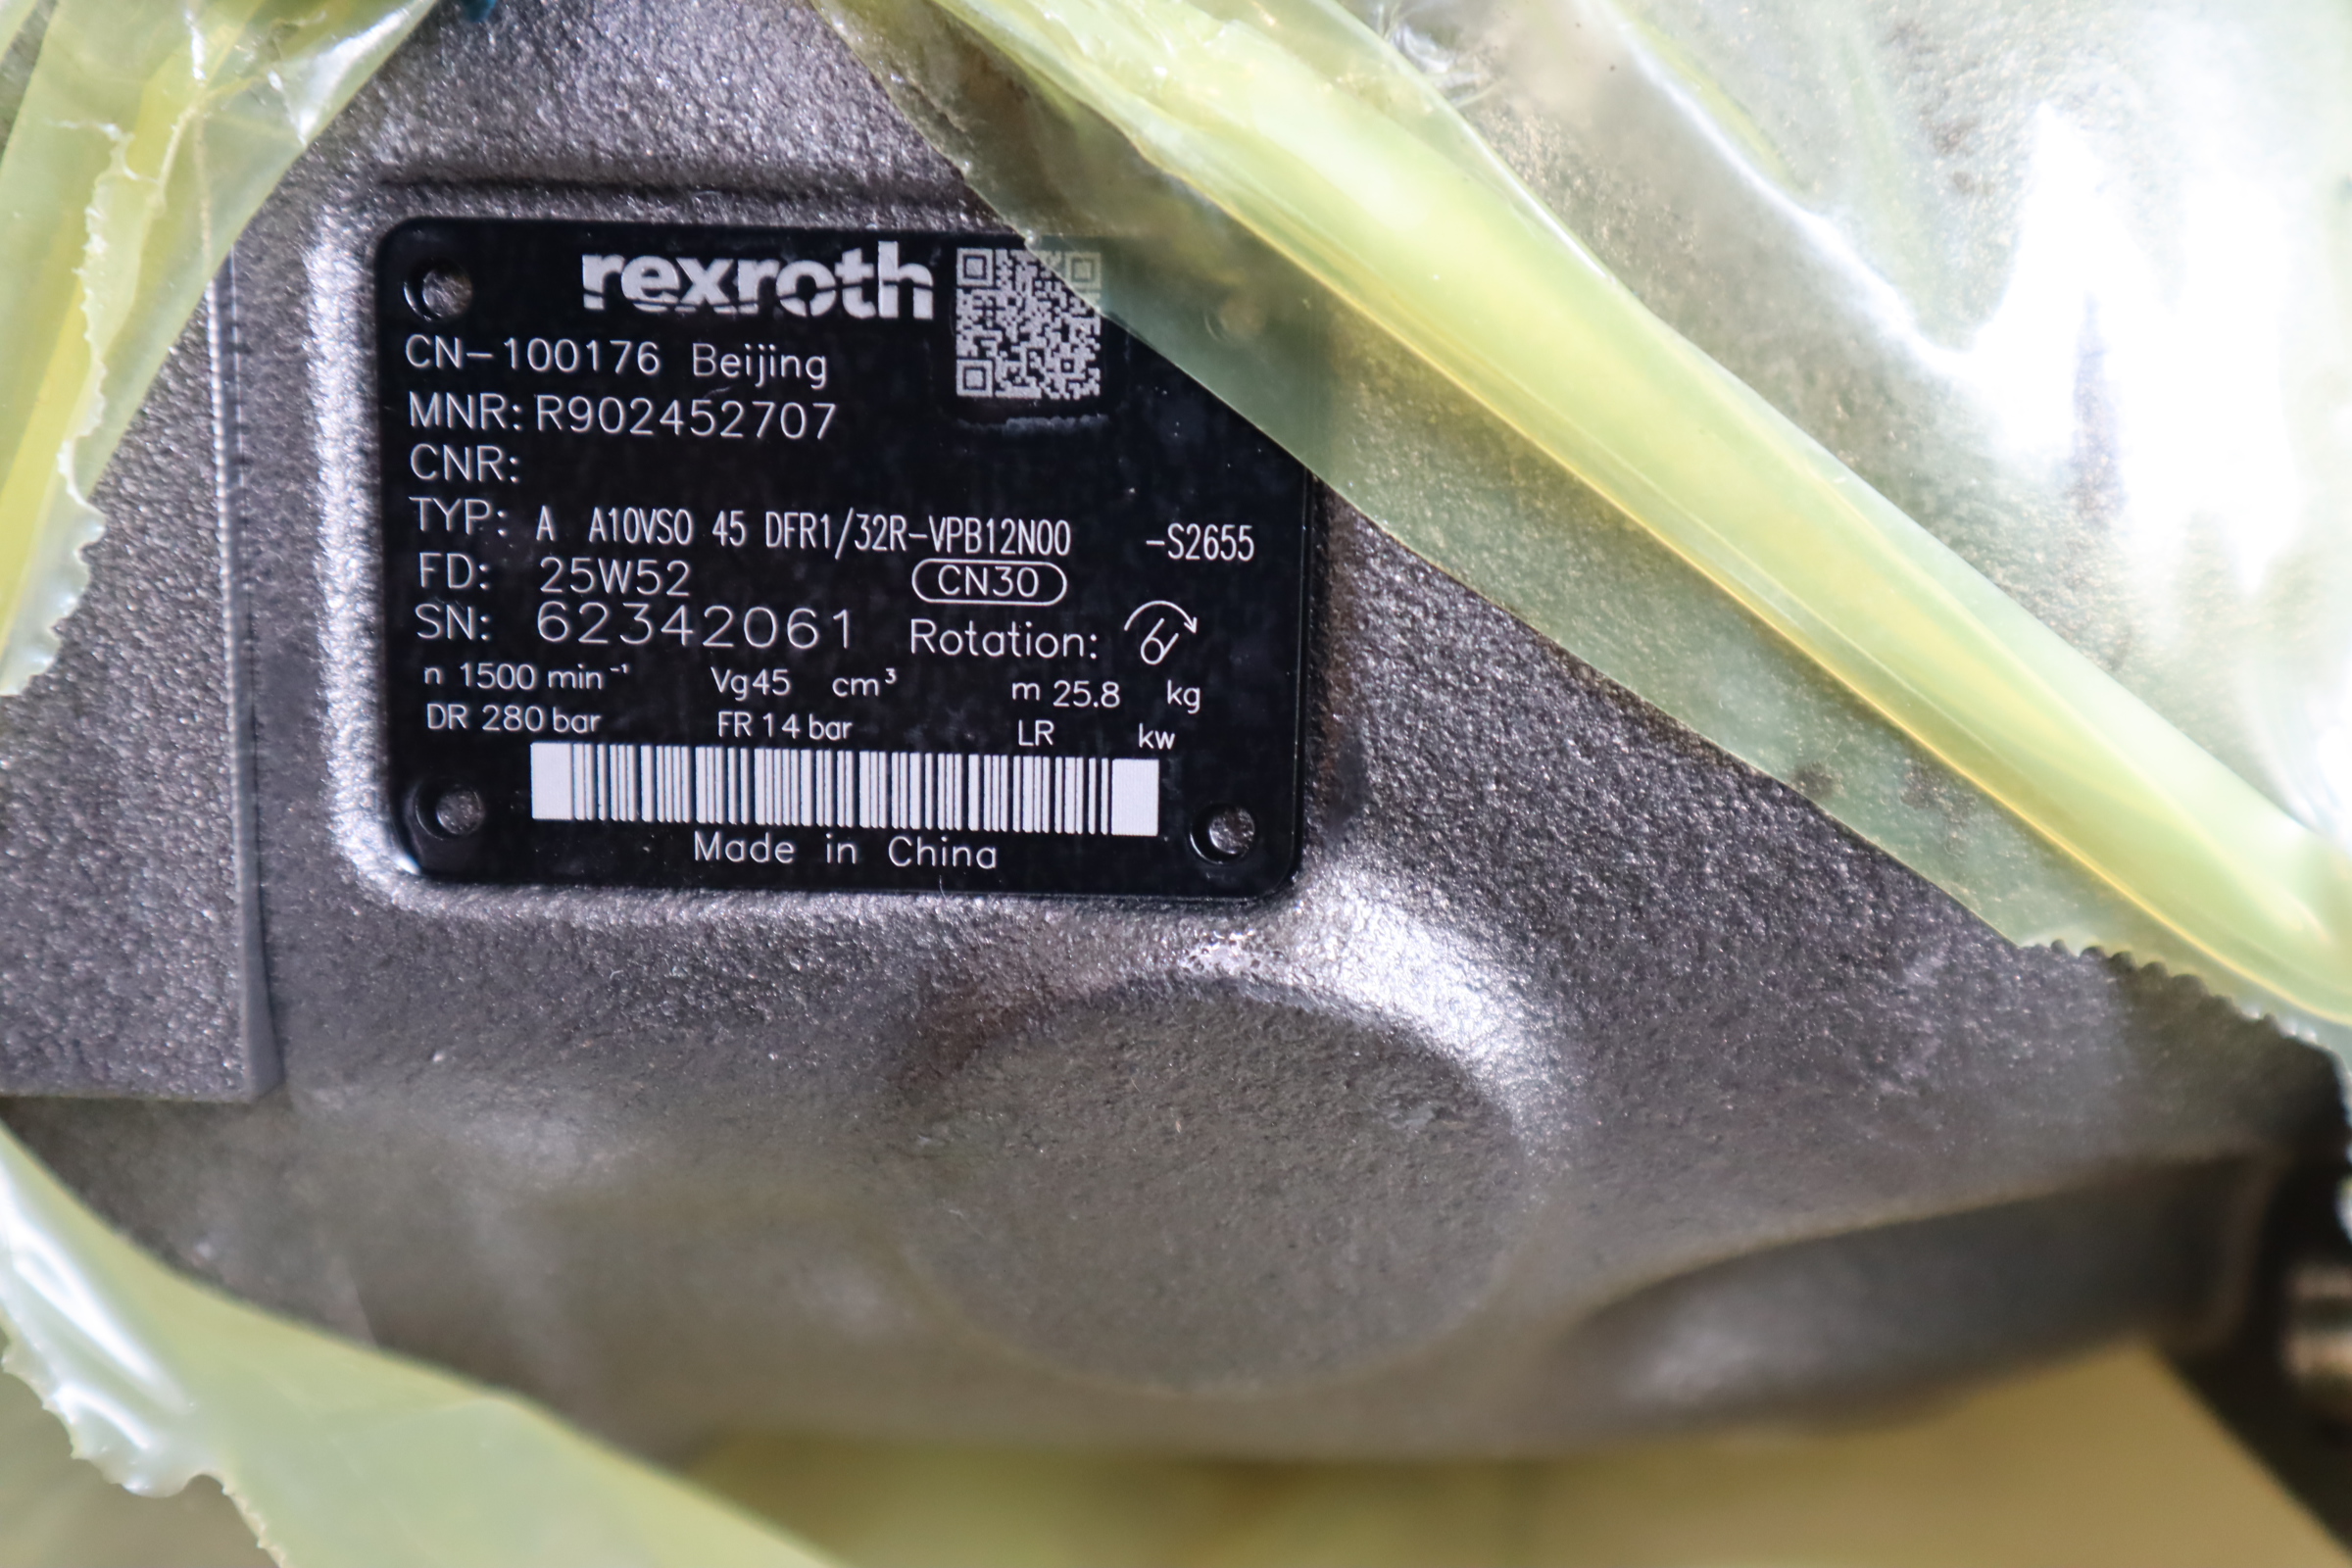 rexroth
CN-100176 Beijing
MNR: R902452707
CNR:
TYP: A A10VSO 45 DFR1/32R-VPB12N00 -S2655
FD: 25W52 CN30
SN: 62342061 Rotation:
n 1500 min⁻¹ Vg45 cm³ m 25.8 kg
DR 280 bar FR 14 bar LR kw
Made in China